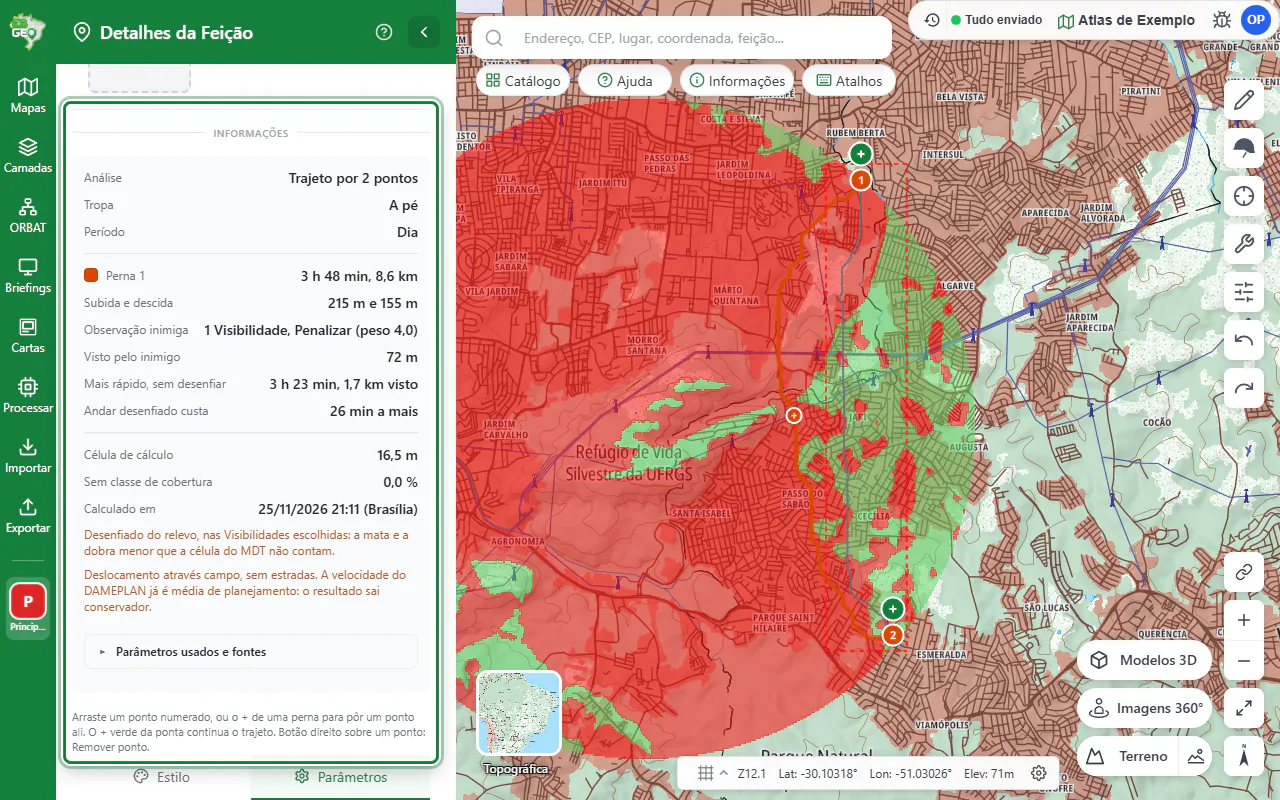 EB GEO
Detalhes da Feição
Mapas
Camadas
ORBAT
Briefings
Cartas
Processar
Importar
Exportar
P
Princip...
INFORMAÇÕES
Análise Trajeto por 2 pontos
Tropa A pé
Período Dia
Perna 1 3 h 48 min, 8,6 km
Subida e descida 215 m e 155 m
Observação inimiga 1 Visibilidade, Penalizar (peso 4,0)
Visto pelo inimigo 72 m
Mais rápido, sem desenfiar 3 h 23 min, 1,7 km visto
Andar desenfiado custa 26 min a mais
Célula de cálculo 16,5 m
Sem classe de cobertura 0,0 %
Calculado em 25/11/2026 21:11 (Brasília)
Desenfiado do relevo, nas Visibilidades escolhidas: a mata e a
dobra menor que a célula do MDT não contam.
Deslocamento através campo, sem estradas. A velocidade do
DAMEPLAN já é média de planejamento: o resultado sai
conservador.
Parâmetros usados e fontes
Arraste um ponto numerado, ou o + de uma perna para pôr um ponto
ali. O + verde da ponta continua o trajeto. Botão direito sobre um ponto:
Remover ponto.
Estilo
Parâmetros
Endereço, CEP, lugar, coordenada, feição...
Tudo enviado
Atlas de Exemplo
OP
Catálogo
Ajuda
Informações
Atalhos
COSTA E SILVA
RUBEM BERTA
BELA VISTA
PIRATINI
INTERSUL
PASSO DAS
PEDRAS
JARDIM
LEOPOLDINA
VILA
IPIRANGA
JARDIM ITU
1
APARECIDA
JARDIM
ALVORADA
JARDIM
SABARÁ
VILA JARDIM
MÁRIO
QUINTANA
ALGARVE
JARDIM
APARECIDA
MORRO
SANTANA
JARDIM
CARVALHO
JARI
COCÃO
AUGUSTA
Refúgio de Vida
Silvestre da UFRGS
PASSO DO
SABÃO
SANTA ISABEL
CECÍLIA
AGRONOMIA
PARQUE SAINT
HILAIRE
2
SÃO LUCAS
QUERÊNCIA
ESMERALDA
VIAMÓPOLIS
Parque Natural
Topográfica
Modelos 3D
Imagens 360°
Terreno
N
Z12.1 Lat: -30.10318° Lon: -51.03026° Elev: 71m